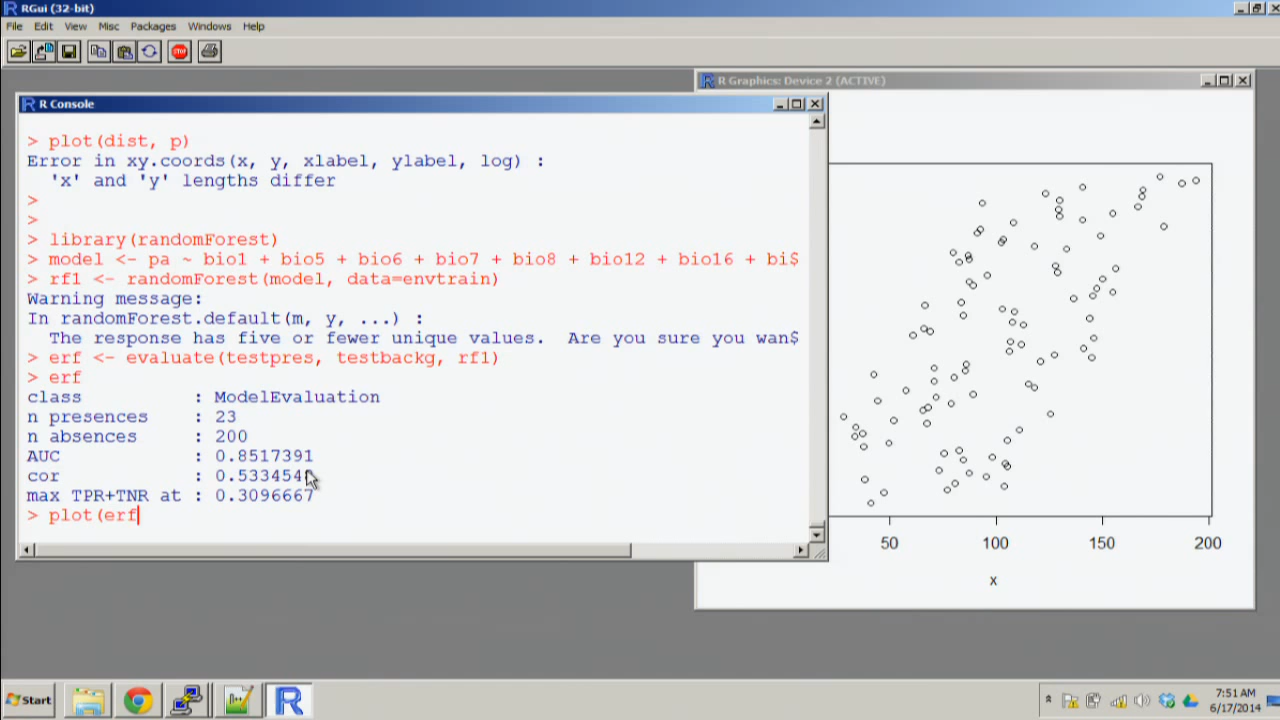 RGui (32-bit)
File Edit View Misc Packages Windows Help
STOP
R Graphics: Device 2 (ACTIVE)
R Console
> plot(dist, p)
Error in xy.coords(x, y, xlabel, ylabel, log) :
'x' and 'y' lengths differ
>
>
> library(randomForest)
> model <- pa ~ bio1 + bio5 + bio6 + bio7 + bio8 + bio12 + bio16 + bi$
> rf1 <- randomForest(model, data=envtrain)
Warning message:
In randomForest.default(m, y, ...) :
The response has five or fewer unique values.  Are you sure you wan$
> erf <- evaluate(testpres, testbackg, rf1)
> erf
class : ModelEvaluation
n presences : 23
n absences : 200
AUC : 0.8517391
cor :
max TPR+TNR at : 0.3096667
> plot(erf
50 100 150 200
x
Start
7:51 AM
6/17/2014